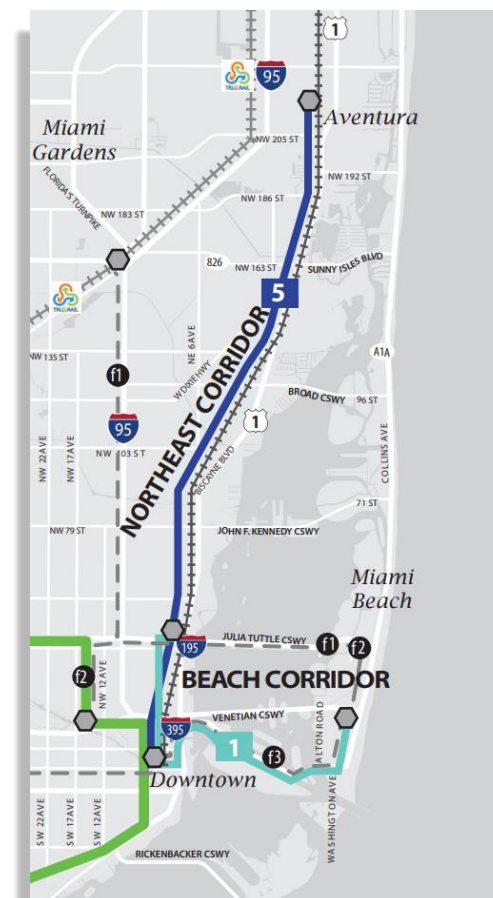 1
TRI-RAIL
95
Aventura
Miami
Gardens
NW 205 ST
FLORIDA'S TURNPIKE
NW 192 ST
NW 186 ST
NW 183 ST
826
NW 163 ST
SUNNY ISLES BLVD
TRI-RAIL
5
NE 6 AVE
A1A
NW 135 ST
W DIXIE HWY
f1
BROAD CSWY
96 ST
1
95
NORTHEAST CORRIDOR
COLLINS AVE
NW 22 AVE
NW 17 AVE
NW 103 ST
BISCAYNE BLVD
71 ST
NW 79 ST
JOHN F. KENNEDY CSWY
Miami
Beach
JULIA TUTTLE CSWY
f1
f2
195
f2
NW 12 AVE
BEACH CORRIDOR
VENETIAN CSWY
ALTON ROAD
395
1
f3
Downtown
WASHINGTON AVE
SW 22 AVE
SW 17 AVE
SW 12 AVE
RICKENBACKER CSWY